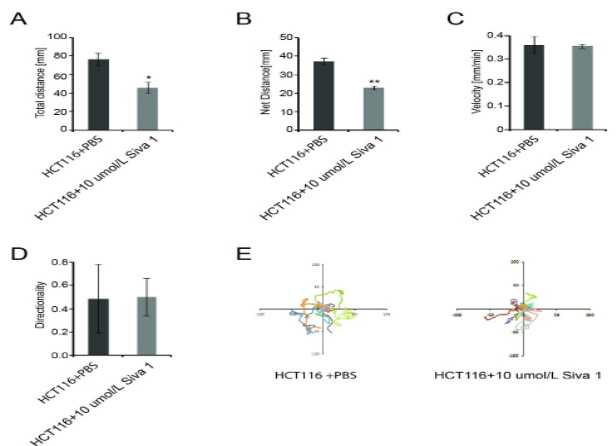 A
B
C
Total distance [mm]
100
80
60
40
20
0
*
HCT116+PBS
HCT116+10 umol/L Siva 1
Net Distance[mm]
50
40
30
20
10
0
**
HCT116+PBS
HCT116+10 umol/L Siva 1
Velocity [mm/min]
0.4
0.3
0.2
0.1
0
HCT116+PBS
HCT116+10 umol/L Siva 1
D
E
Directionality
0.8
0.6
0.4
0.2
0.0
HCT116+PBS
HCT116+10 umol/L Siva 1
HCT116 +PBS
HCT116+10 umol/L Siva 1